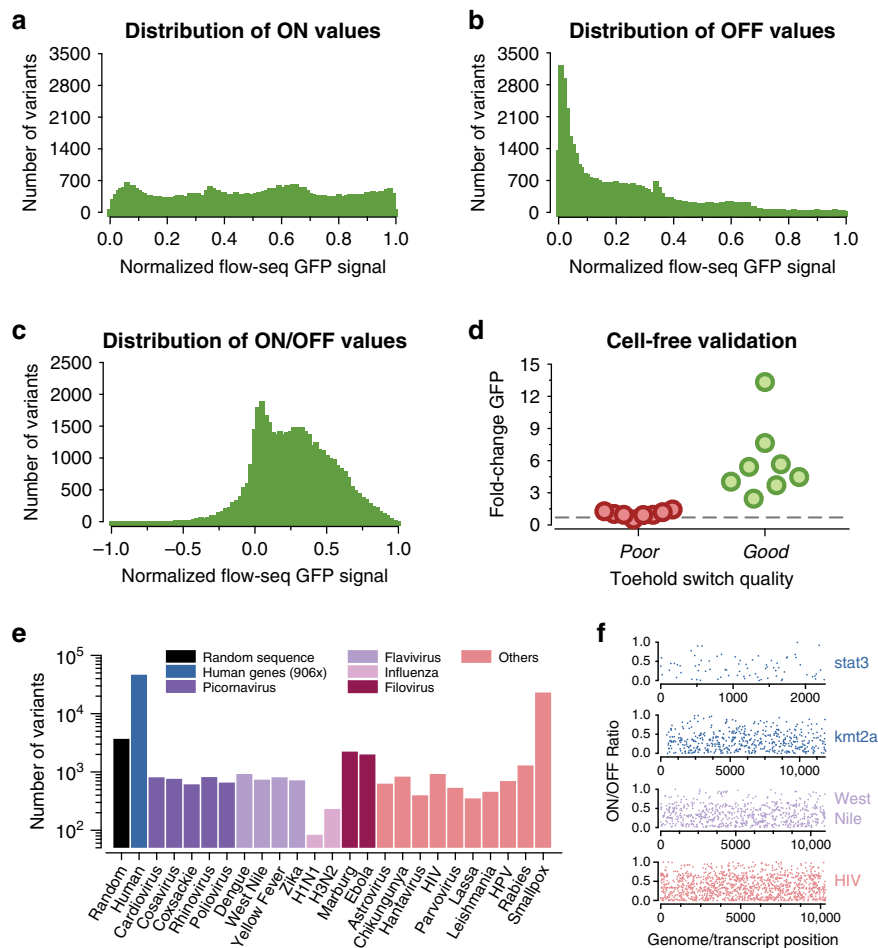 a
Distribution of ON values
Number of variants
3500
2800
2100
1400
700
0
0.0 0.2 0.4 0.6 0.8 1.0
Normalized flow-seq GFP signal
b
Distribution of OFF values
Number of variants
3500
2800
2100
1400
700
0
0.0 0.2 0.4 0.6 0.8 1.0
Normalized flow-seq GFP signal
c
Distribution of ON/OFF values
Number of variants
2500
2000
1500
1000
500
0
−1.0 −0.5 0.0 0.5 1.0
Normalized flow-seq GFP signal
d
Cell-free validation
Fold-change GFP
15
12
9
6
3
0
Poor Good
Toehold switch quality
e
Number of variants
10^5
10^4
10^3
10^2
Random sequence
Human genes (906x)
Picornavirus
Flavivirus
Influenza
Filovirus
Others
Random
Human
Cardiovirus
Cosavirus
Coxsackie
Rhinovirus
Poliovirus
Dengue
West Nile
Yellow Fever
Zika
H1N1
H3N2
Marburg
Ebola
Astrovirus
Chikungunya
Hantavirus
HIV
Parvovirus
Lassa
Leishmania
HPV
Rabies
Smallpox
f
ON/OFF Ratio
1.0
0.5
0.0
0 1000 2000
stat3
1.0
0.5
0.0
0 5000 10,000
kmt2a
1.0
0.5
0.0
0 5000 10,000
West
Nile
1.0
0.5
0.0
0 5000 10,000
HIV
Genome/transcript position